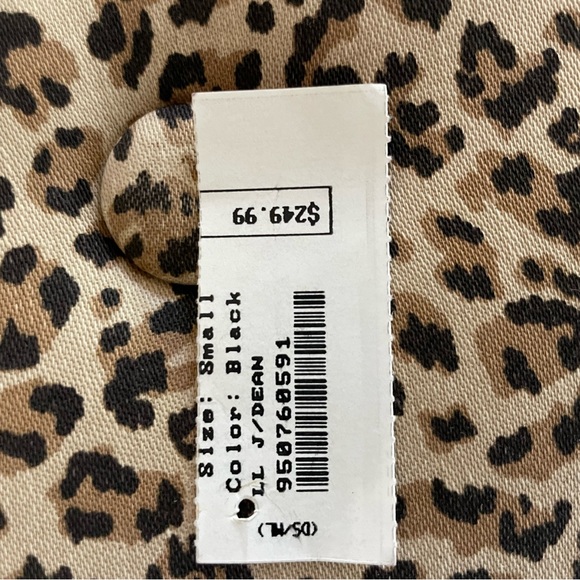 $249.99
Size: Small
Color: Black
LL J/DEAN
950760591
(DS/ML)